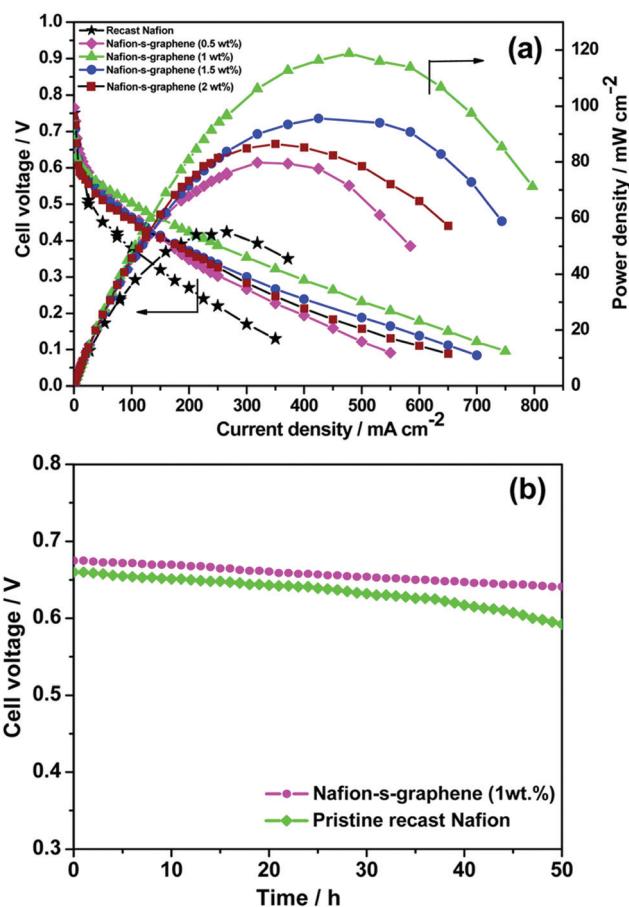 (a)
Recast Nafion
Nafion-s-graphene (0.5 wt%)
Nafion-s-graphene (1 wt%)
Nafion-s-graphene (1.5 wt%)
Nafion-s-graphene (2 wt%)
Cell voltage / V
1.0
0.9
0.8
0.7
0.6
0.5
0.4
0.3
0.2
0.1
0.0
Power density / mW cm-2
120
100
80
60
40
20
0
0 100 200 300 400 500 600 700 800
Current density / mA cm-2
(b)
Cell voltage / V
0.8
0.7
0.6
0.5
0.4
0.3
Nafion-s-graphene (1wt.%)
Pristine recast Nafion
0 10 20 30 40 50
Time / h